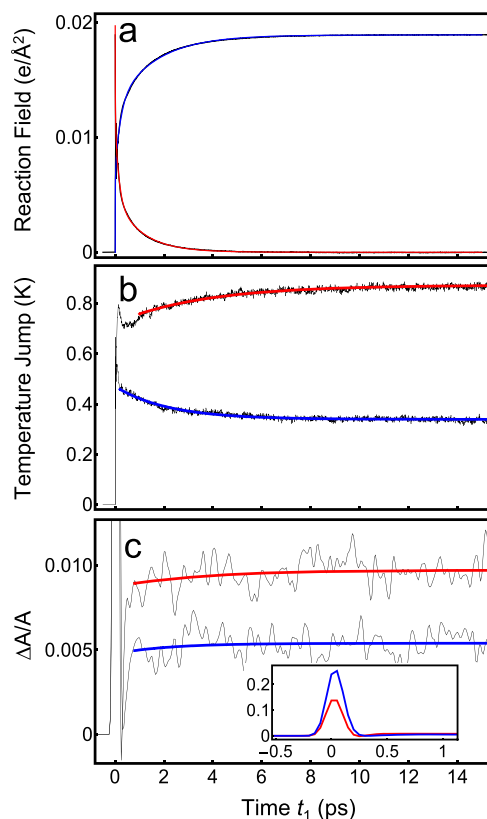 a
Reaction Field (e/Å²)
0.02
0.01
0
b
Temperature Jump (K)
0.8
0.6
0.4
0.2
0
c
ΔA/A
0.010
0.005
0
0.2
0.1
0
−0.5 0 0.5 1
0 2 4 6 8 10 12 14
Time t₁ (ps)